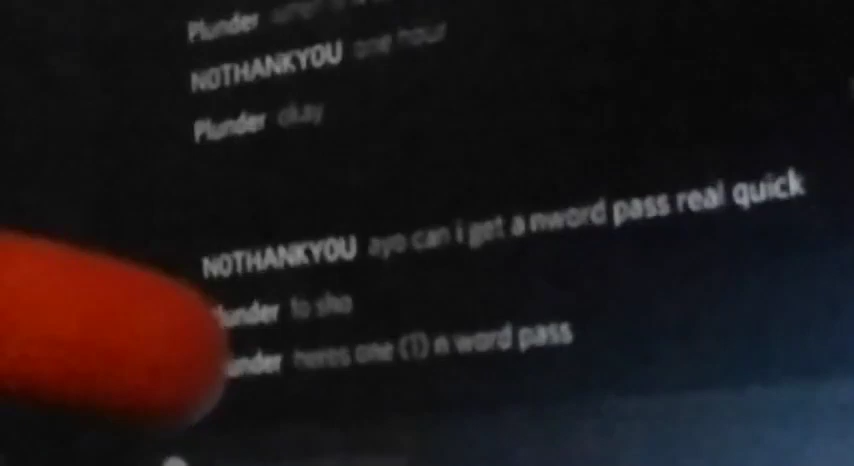 Plunder
NOTHANKYOU one hour
Plunder okay
NOTHANKYOU ayo can i get a nword pass real quick
lunder fo sho
under heres one (1) n word pass